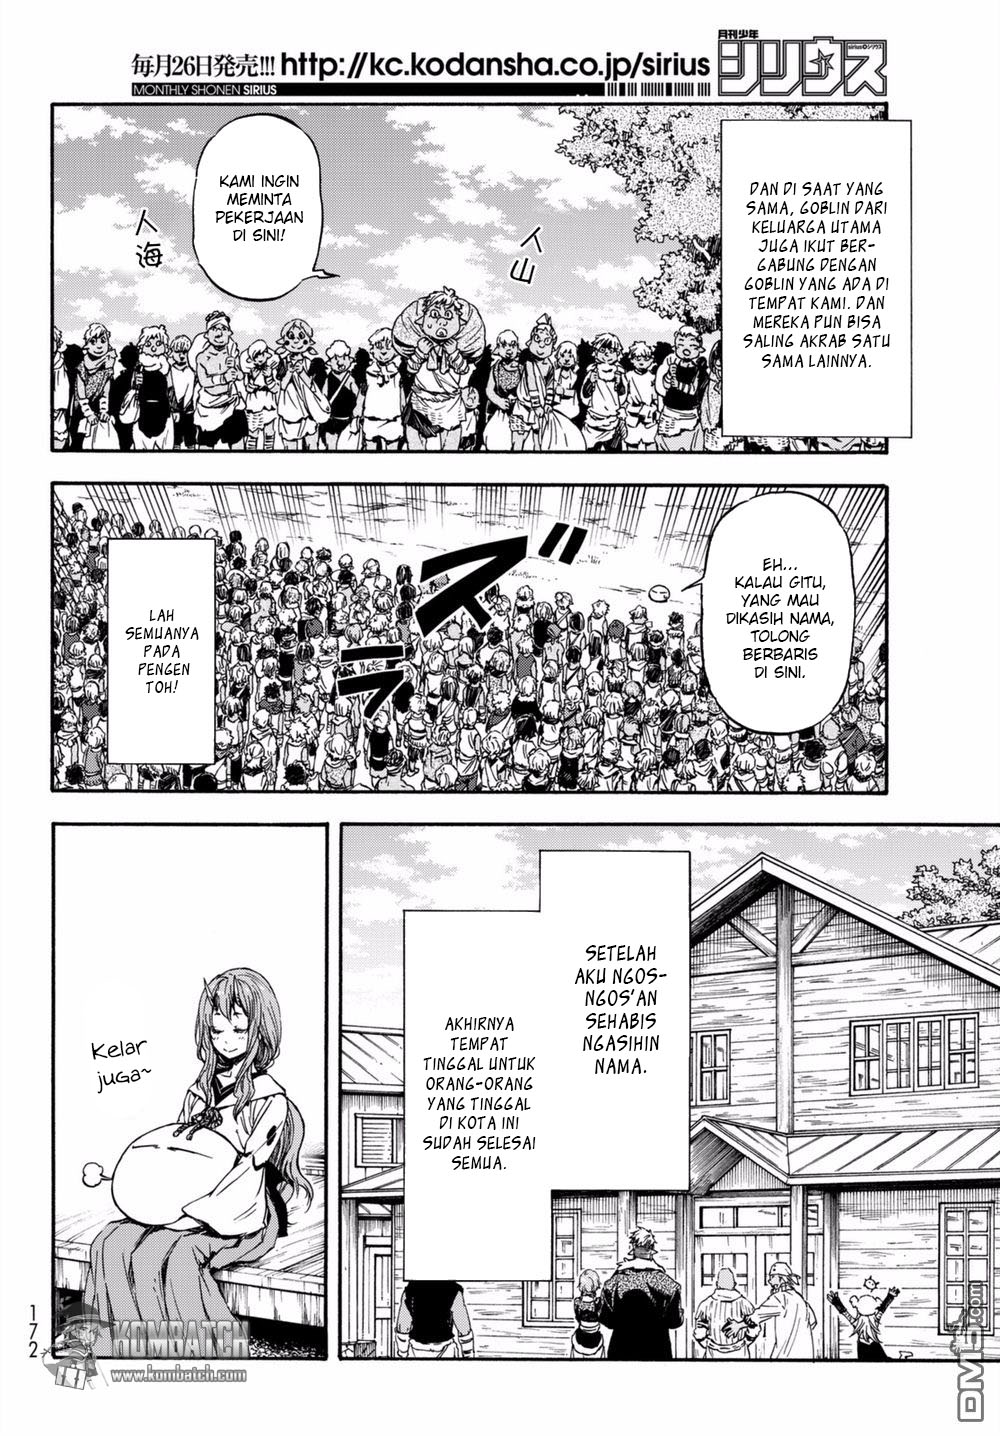 毎月26日発売!!! http://kc.kodansha.co.jp/sirius
MONTHLY SHONEN SIRIUS
月刊少年
シリウス
DAN DI SAAT YANG
SAMA, GOBLIN DARI
KELUARGA UTAMA
JUGA IKUT BER-
GABUNG DENGAN
GOBLIN YANG ADA DI
TEMPAT KAMI. DAN
MEREKA PUN BISA
SALING AKRAB SATU
SAMA LAINNYA.
KAMI INGIN
MEMINTA
PEKERJAAN
DI SINI!
人山
人海
EH...
KALAU GITU,
YANG MAU
DIKASIH NAMA,
TOLONG
BERBARIS
DI SINI.
ズ
ラッ
LAH
SEMUANYA
PADA
PENGEN
TOH!
SETELAH
AKU NGOS-
NGOS'AN
SEHABIS
NGASIHIN
NAMA.
AKHIRNYA
TEMPAT
TINGGAL UNTUK
ORANG-ORANG
YANG TINGGAL
DI KOTA INI
SUDAH SELESAI
SEMUA.
Kelar
juga~
172
KOMBATCH
www.kombatch.com